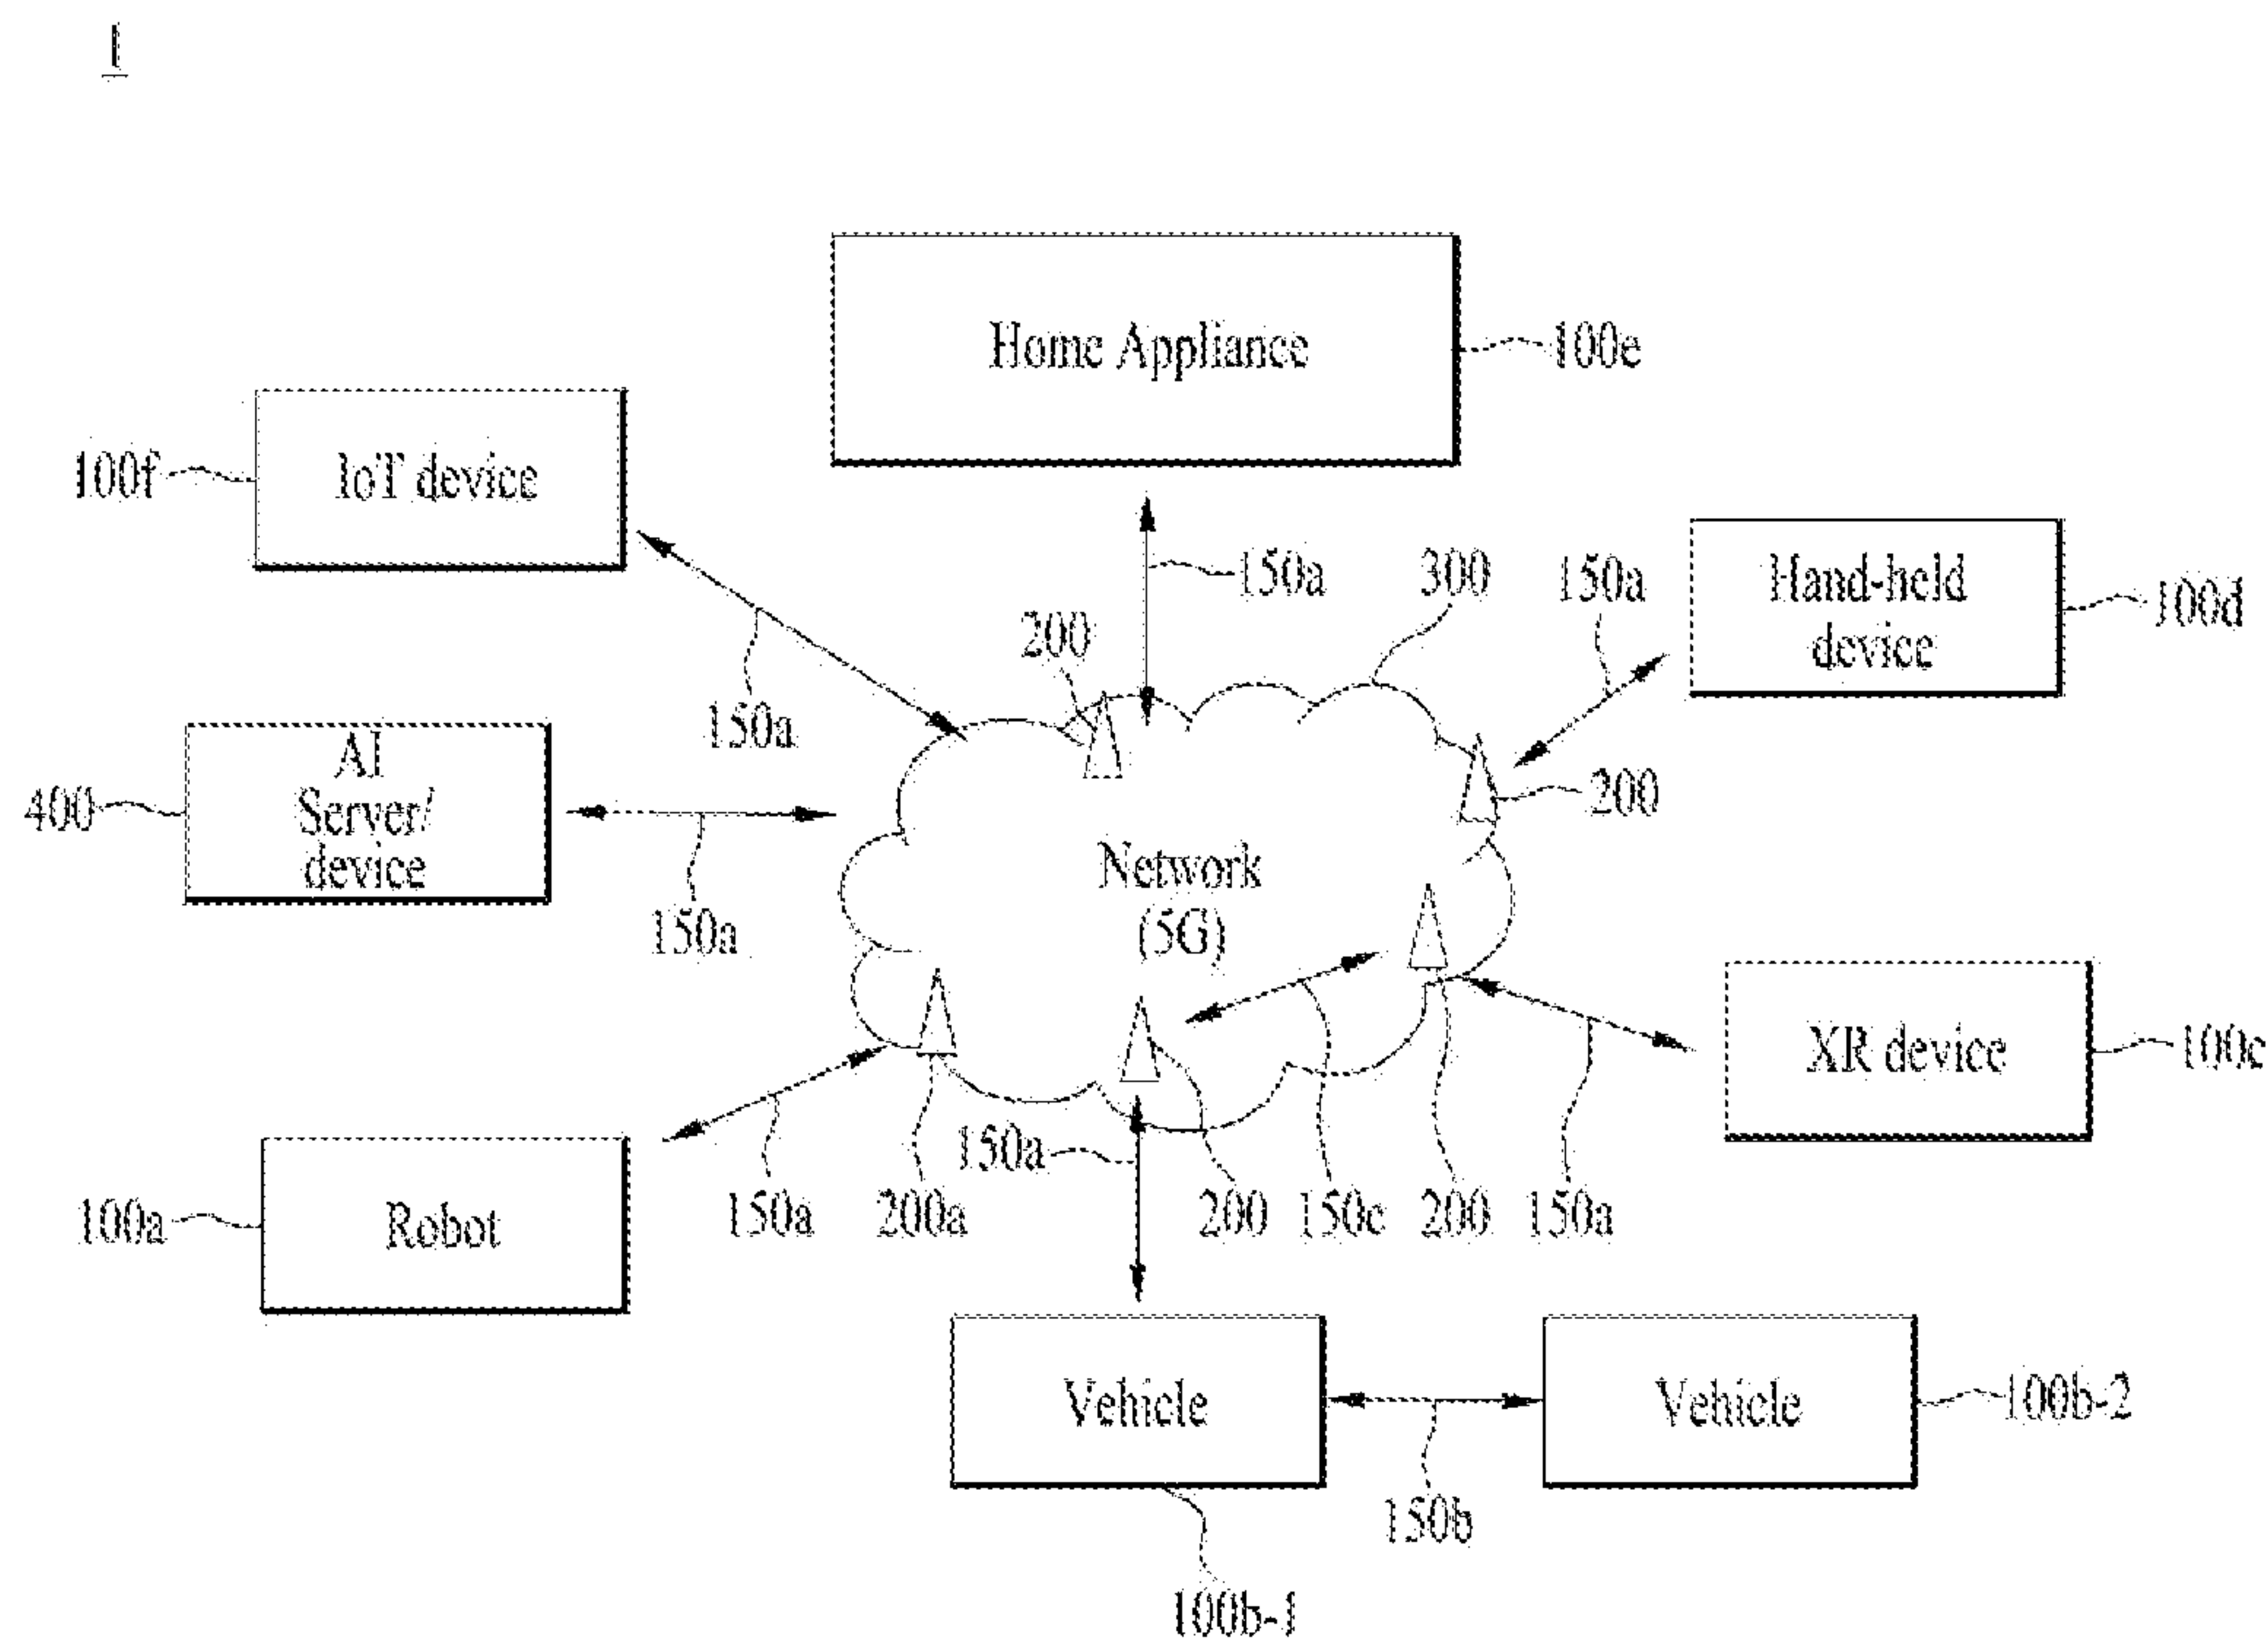 1
Home Appliance
100e
IoT device
100f
150a
300
150a
Hand-held
device
100d
200
150a
AI
Server/
device
400
200
Network
(5G)
150a
XR device
100c
150a
Robot
100a
150a
200a
200
150c
200
150a
Vehicle
Vehicle
100b-2
150b
100b-1